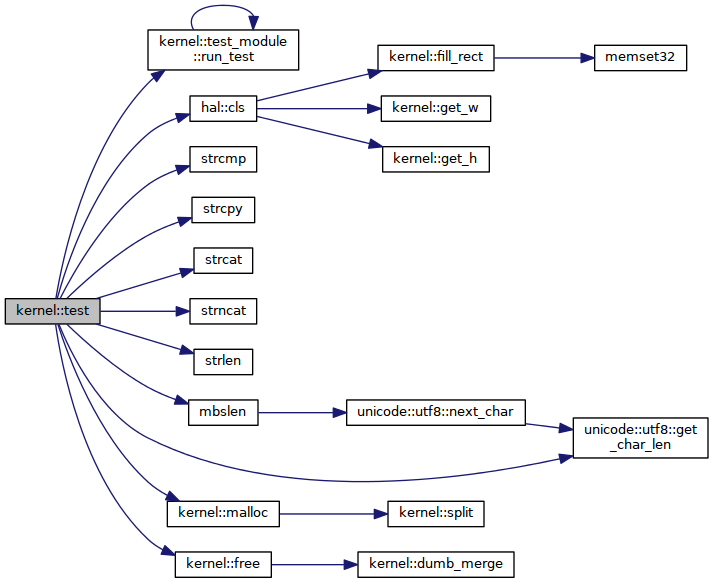 kernel::test_module
::run_test
kernel::fill_rect
memset32
hal::cls
kernel::get_w
kernel::get_h
strcmp
strcpy
strcat
kernel::test
strncat
strlen
mbslen
unicode::utf8::next_char
unicode::utf8::get
_char_len
kernel::malloc
kernel::split
kernel::free
kernel::dumb_merge